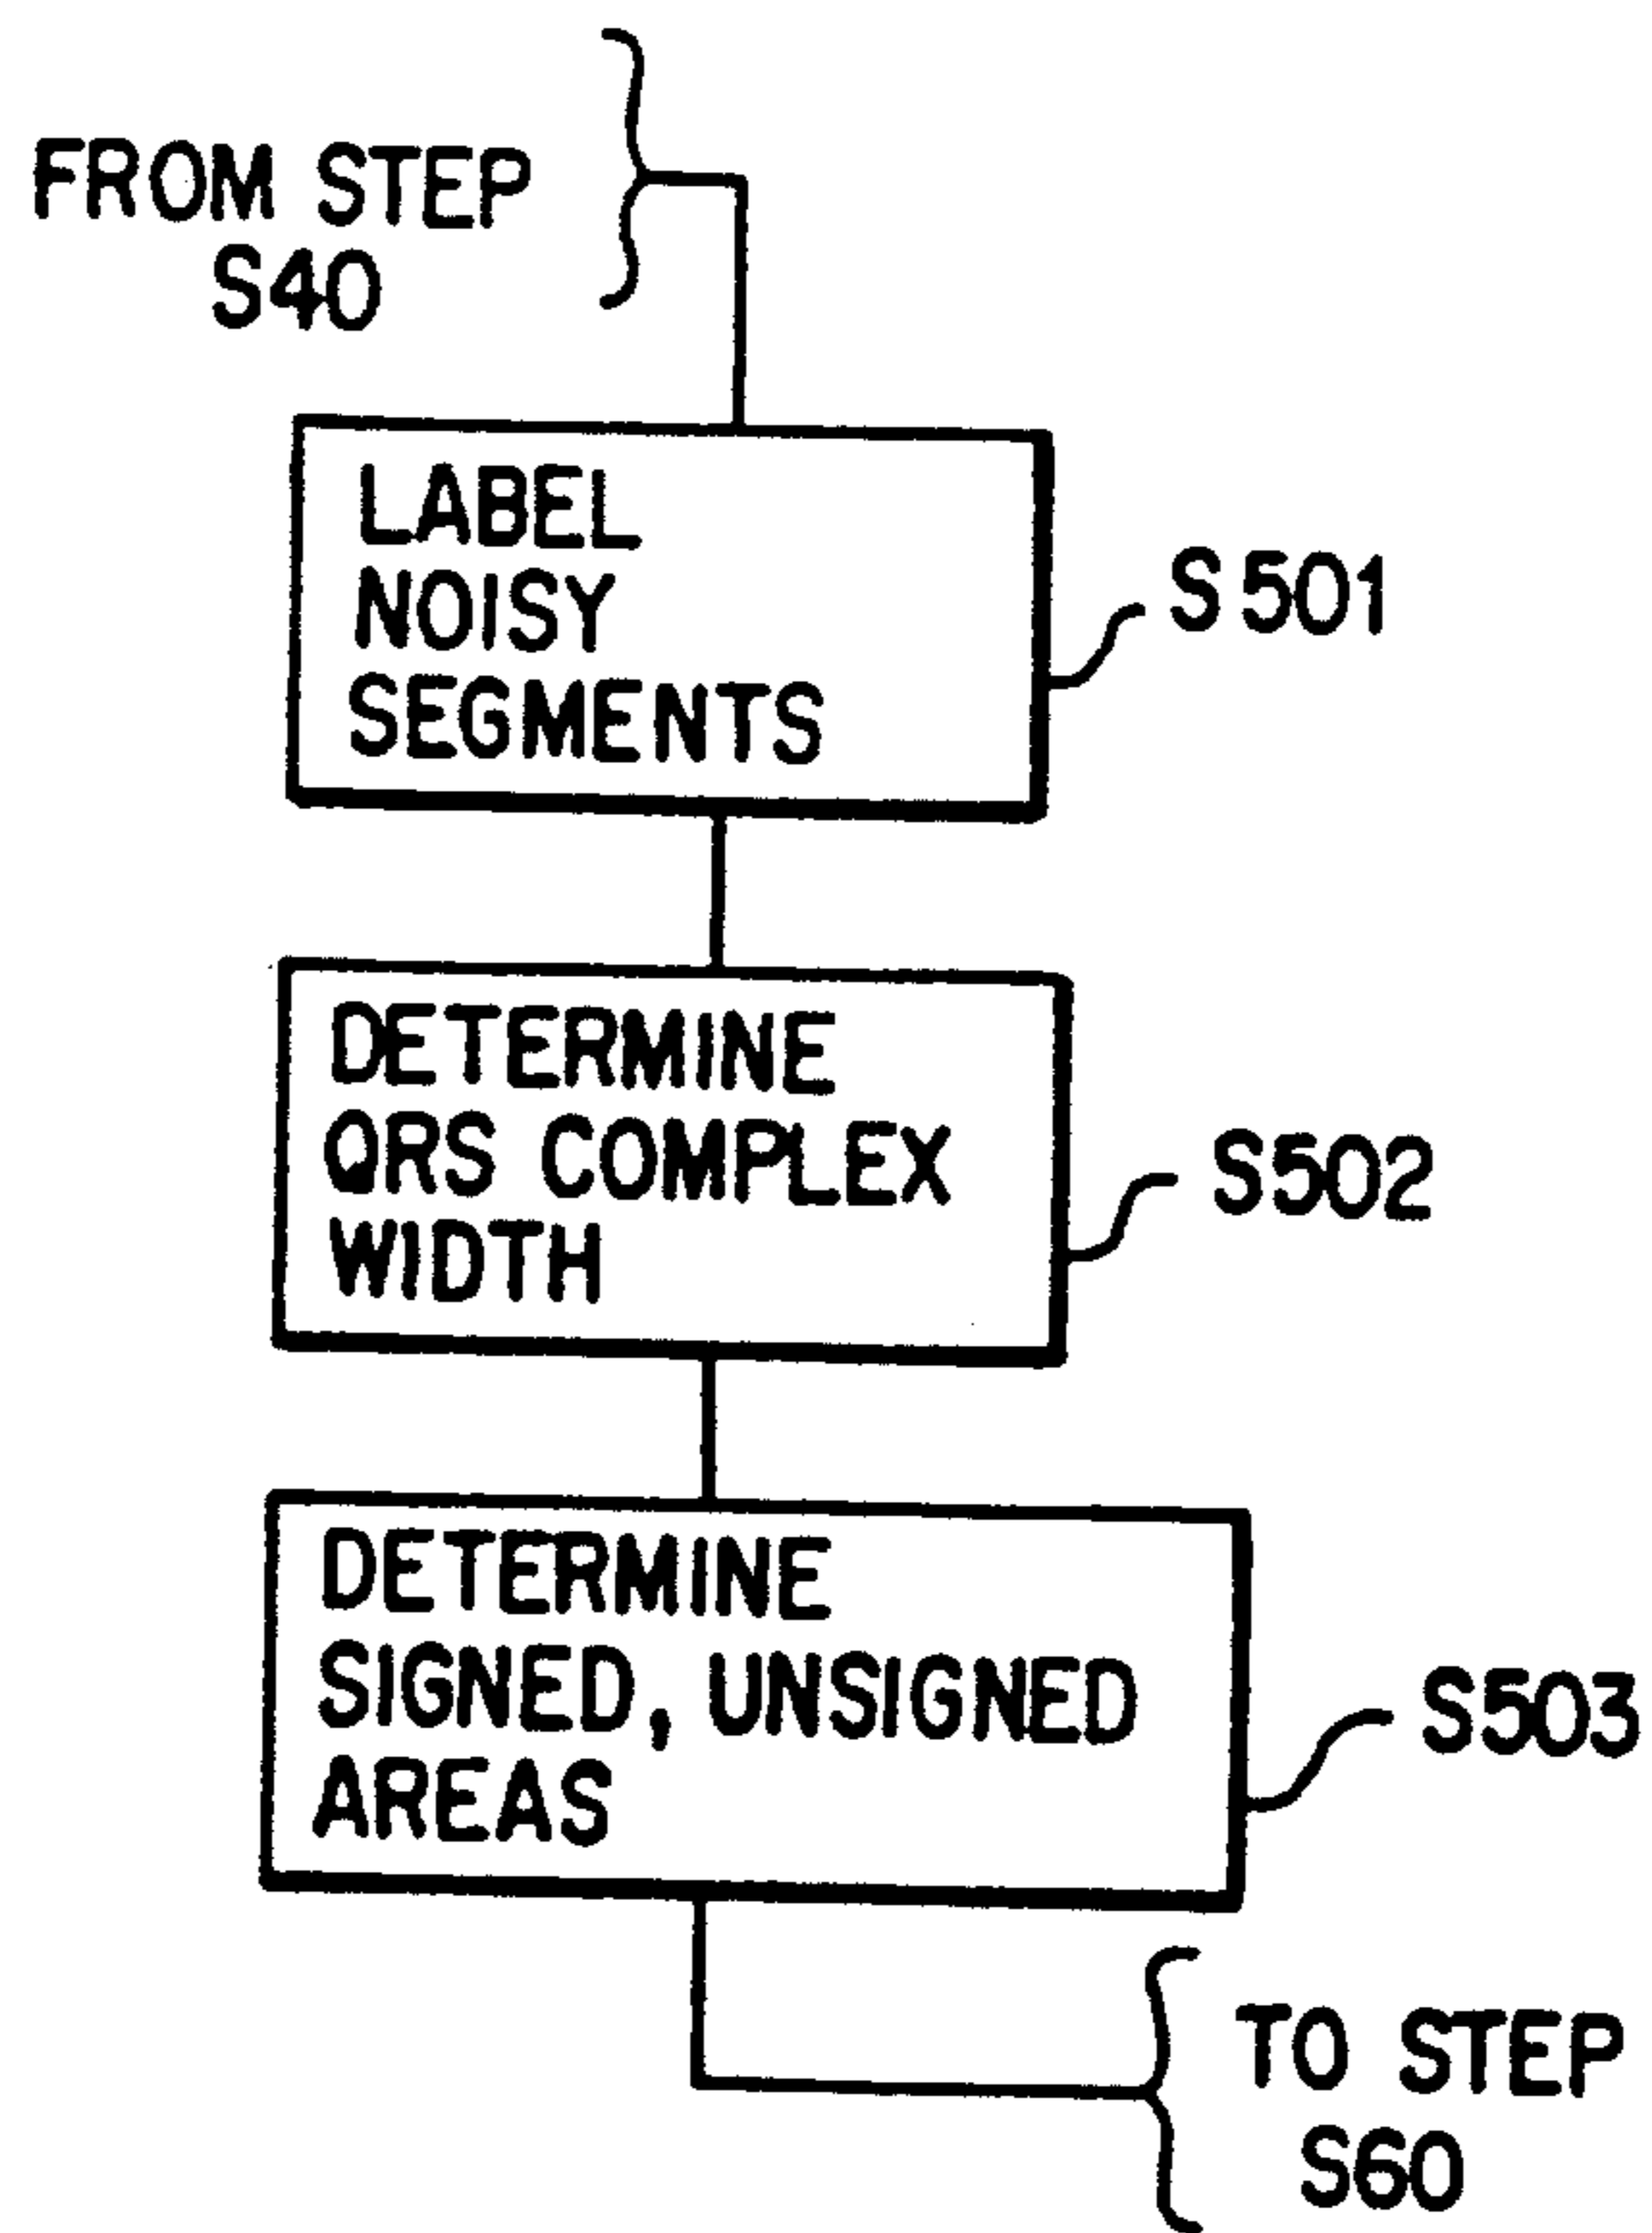 FROM STEP
S40
LABEL
NOISY
SEGMENTS
S501
DETERMINE
QRS COMPLEX
WIDTH
S502
DETERMINE
SIGNED, UNSIGNED
AREAS
S503
TO STEP
S60